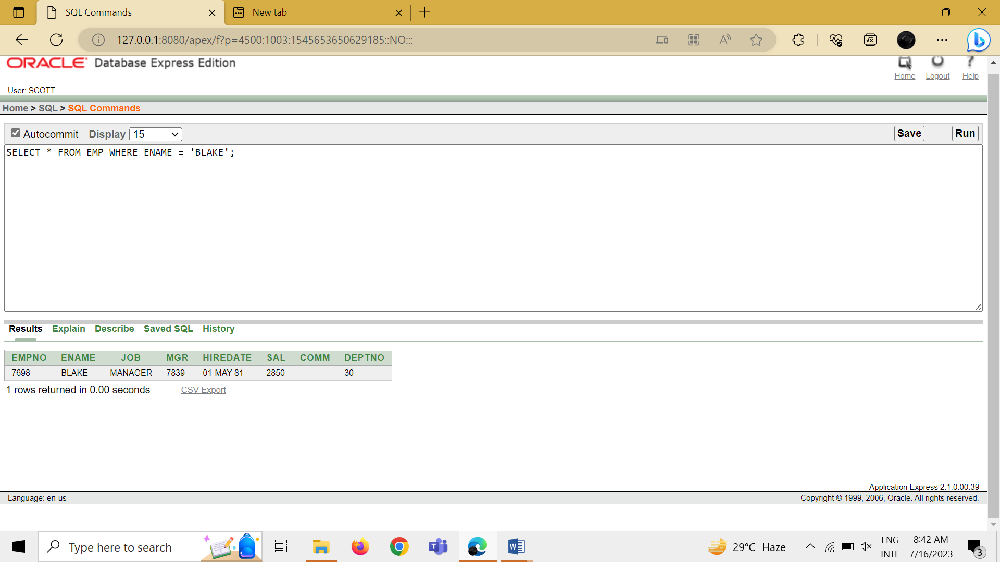 SQL Commands
New tab
127.0.0.1:8080/apex/f?p=4500:1003:1545653650629185::NO:::
ORACLE Database Express Edition
Home Logout Help
User: SCOTT
Home > SQL > SQL Commands
Autocommit Display 15 Save Run
SELECT * FROM EMP WHERE ENAME = 'BLAKE';
Results Explain Describe Saved SQL History
EMPNO ENAME JOB MGR HIREDATE SAL COMM DEPTNO
7698 BLAKE MANAGER 7839 01-MAY-81 2850 - 30
1 rows returned in 0.00 seconds CSV Export
Application Express 2.1.0.00.39
Language: en-us Copyright © 1999, 2006, Oracle. All rights reserved.
Type here to search
29°C Haze
ENG
INTL
8:42 AM
7/16/2023
3